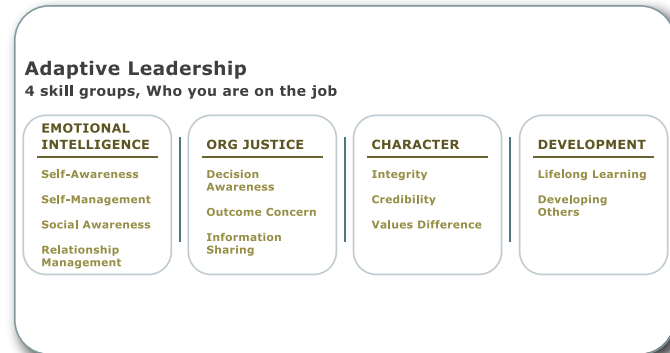 Adaptive Leadership
4 skill groups, Who you are on the job
EMOTIONAL
INTELLIGENCE
Self-Awareness
Self-Management
Social Awareness
Relationship
Management
ORG JUSTICE
Decision
Awareness
Outcome Concern
Information
Sharing
CHARACTER
Integrity
Credibility
Values Difference
DEVELOPMENT
Lifelong Learning
Developing
Others